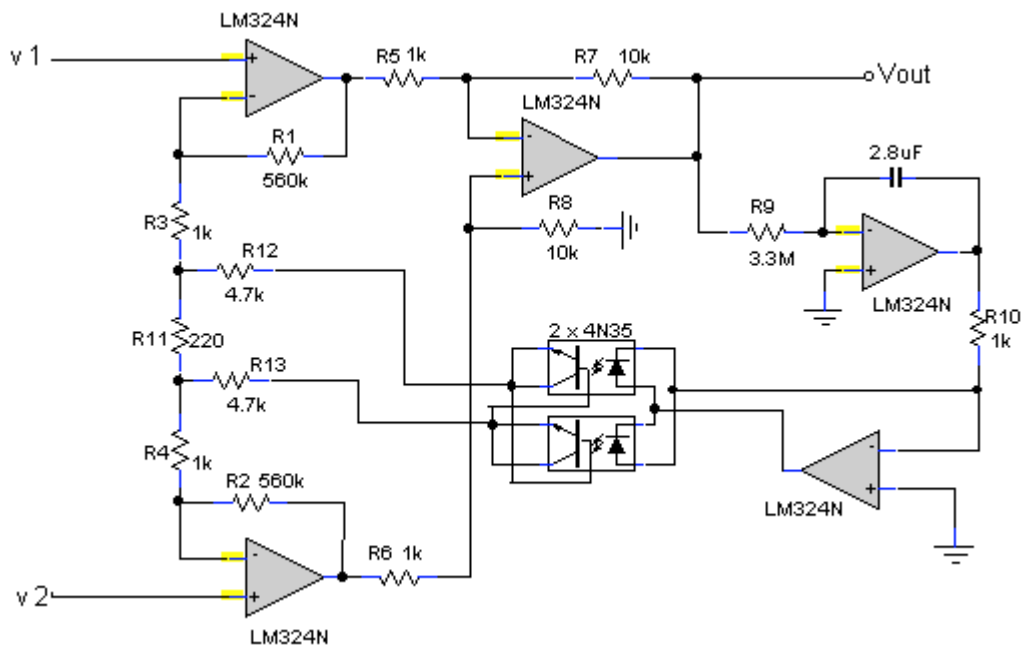 LM324N
v1
+
-
R5 1k
R7 10k
Vout
LM324N
-
+
R1
560k
2.8uF
R3
1k
R8
10k
R9
3.3M
-
+
LM324N
R12
4.7k
R10
1k
2 x 4N35
R11 220
R13
4.7k
R4
1k
-
+
LM324N
R2 560k
-
+
R6 1k
v2
LM324N